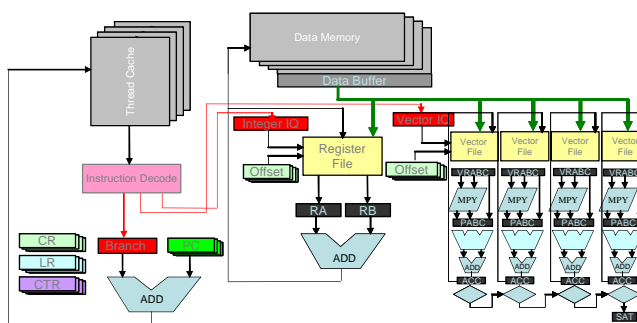 Thread Cache
Data Memory
Data Buffer
Integer IQ
Vector IQ
Register
File
Vector
File
Vector
File
Vector
File
Vector
File
Offset
Offset
Instruction Decode
VRABC
VRABC
VRABC
VRABC
MPY
MPY
MPY
MPY
RA
RB
PABC
PABC
PABC
PABC
CR
LR
CTR
Branch
PC
ADD
ADD
ADD
ADD
ADD
ADD
ACC
ACC
ACC
ACC
SAT